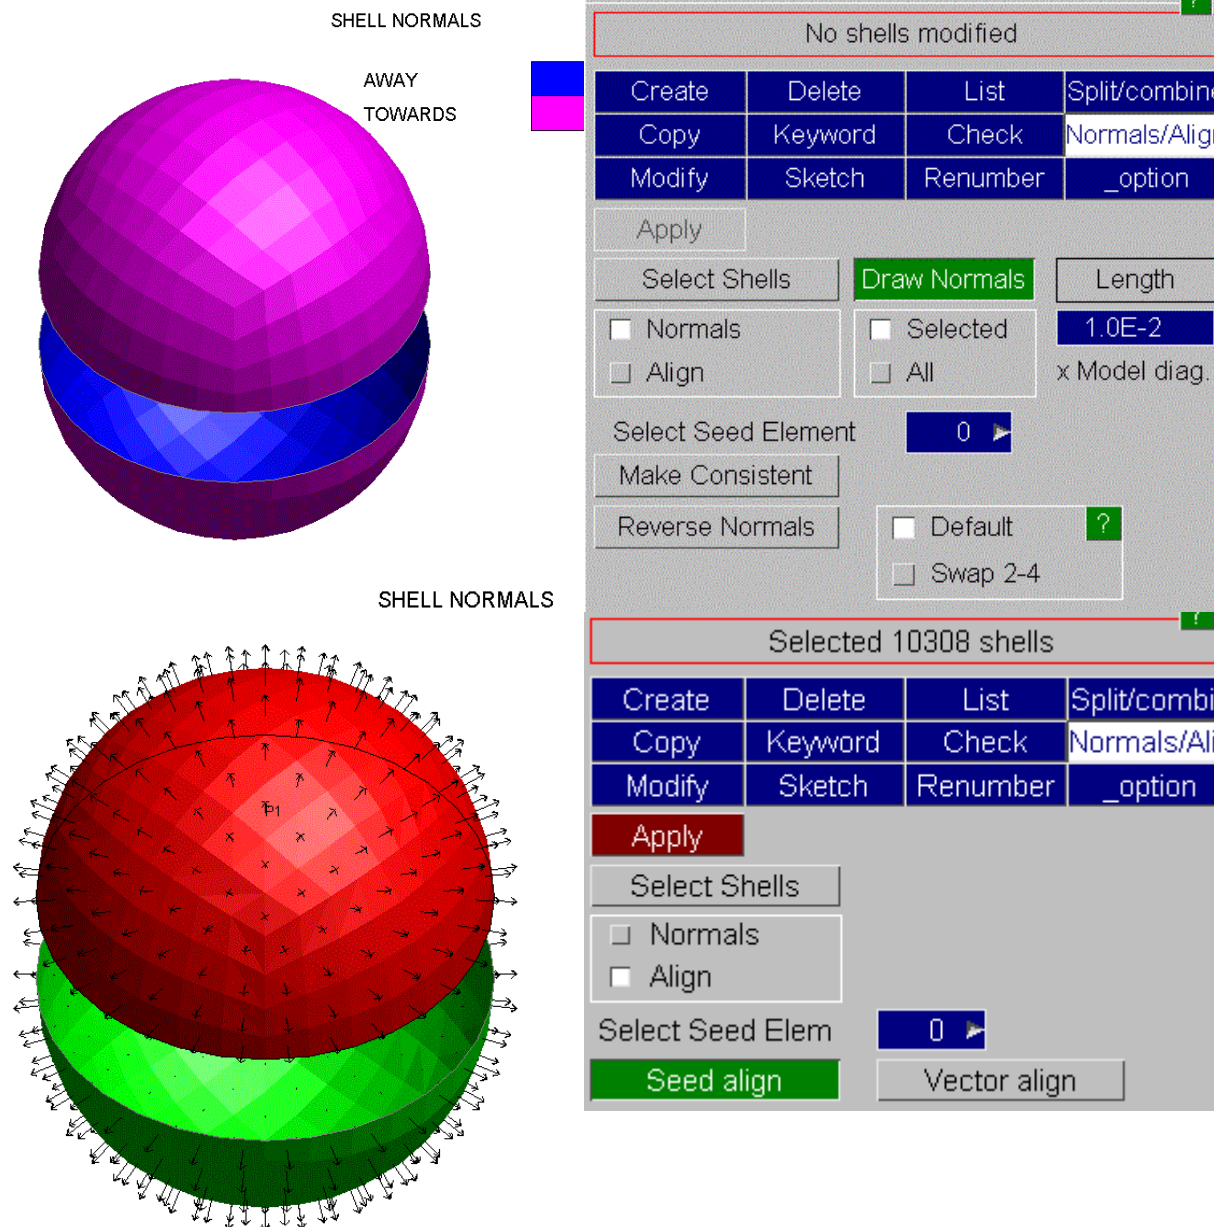 SHELL NORMALS
AWAY
TOWARDS
?
No shells modified
Create Delete List Split/combine
Copy Keyword Check Normals/Align
Modify Sketch Renumber _option
Apply
Select Shells Draw Normals Length
Normals Selected 1.0E-2
Align All x Model diag.
Select Seed Element 0
Make Consistent
Reverse Normals Default ?
Swap 2-4
SHELL NORMALS
P1
?
Selected 10308 shells
Create Delete List Split/combi
Copy Keyword Check Normals/Ali
Modify Sketch Renumber _option
Apply
Select Shells
Normals
Align
Select Seed Elem 0
Seed align Vector align